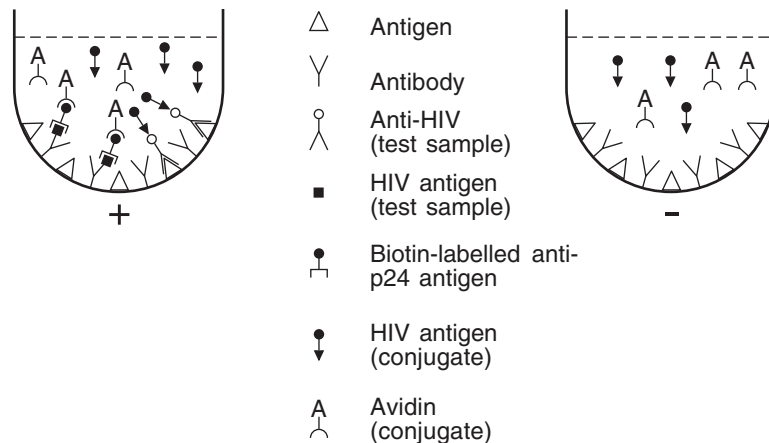 A
A
A
A
+
Antigen
Antibody
Anti-HIV
(test sample)
HIV antigen
(test sample)
Biotin-labelled anti-
p24 antigen
HIV antigen
(conjugate)
A
Avidin
(conjugate)
A A
A
-